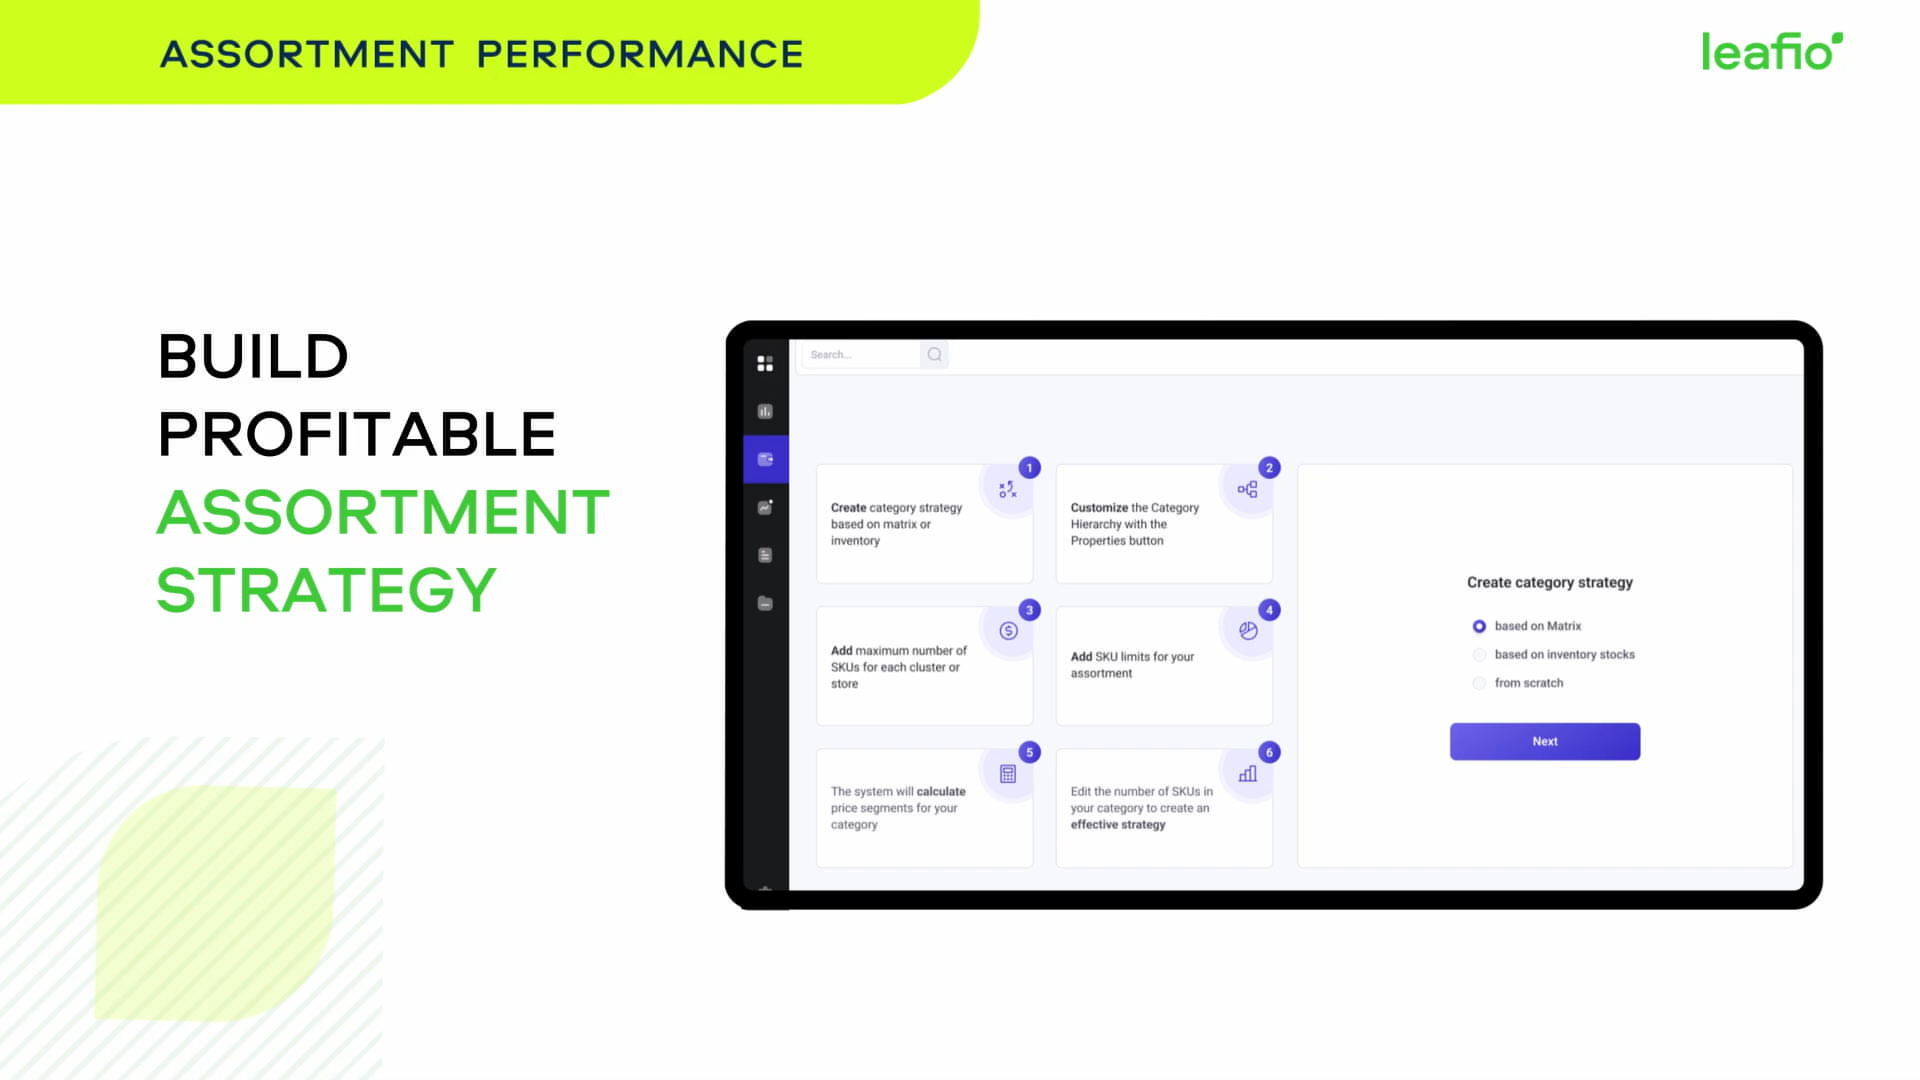 ASSORTMENT PERFORMANCE
leafio
BUILD
PROFITABLE
ASSORTMENT
STRATEGY
Search...
1
Create category strategy
based on matrix or
inventory
2
Customize the Category
Hierarchy with the
Properties button
3
Add maximum number of
SKUs for each cluster or
store
4
Add SKU limits for your
assortment
5
The system will calculate
price segments for your
category
6
Edit the number of SKUs in
your category to create an
effective strategy
Create category strategy
based on Matrix
based on inventory stocks
from scratch
Next